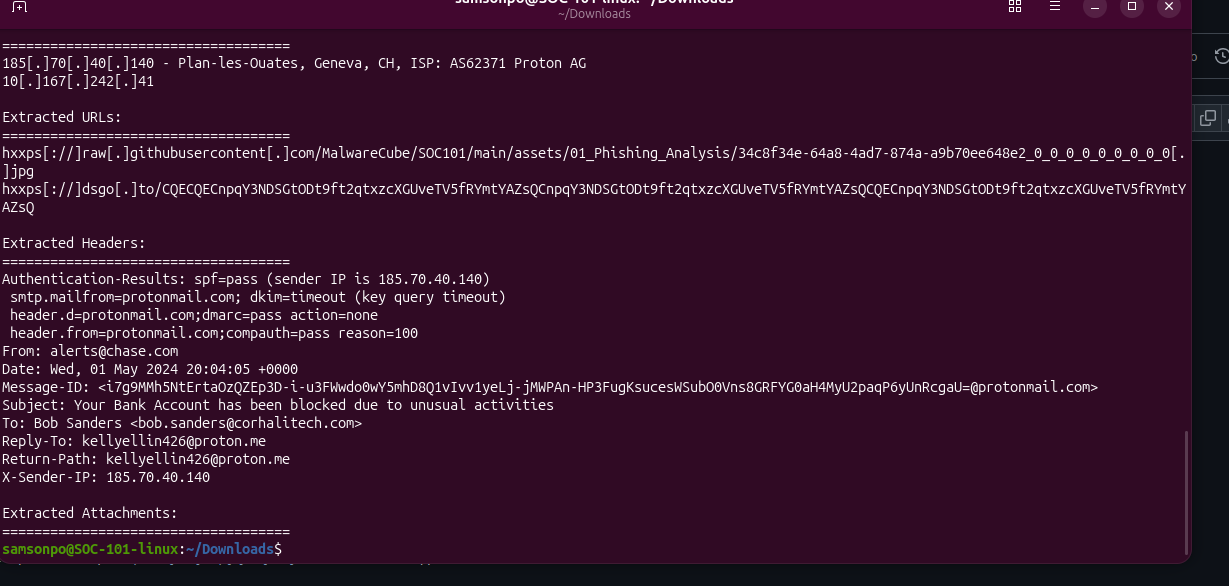 ~/Downloads
===================================
185[.]70[.]40[.]140 - Plan-les-Ouates, Geneva, CH, ISP: AS62371 Proton AG
10[.]167[.]242[.]41
Extracted URLs:
===================================
hxxps[://]raw[.]githubusercontent[.]com/MalwareCube/SOC101/main/assets/01_Phishing_Analysis/34c8f34e-64a8-4ad7-874a-a9b70ee648e2_0_0_0_0_0_0_0_0_0[.
]jpg
hxxps[://]dsgo[.]to/CQECQECnpqY3NDSGtODt9ft2qtxzcXGUveTV5fRYmtYAZsQCnpqY3NDSGtODt9ft2qtxzcXGUveTV5fRYmtYAZsQCQECnpqY3NDSGtODt9ft2qtxzcXGUveTV5fRYmtY
AZsQ
Extracted Headers:
===================================
Authentication-Results: spf=pass (sender IP is 185.70.40.140)
smtp.mailfrom=protonmail.com; dkim=timeout (key query timeout)
header.d=protonmail.com;dmarc=pass action=none
header.from=protonmail.com;compauth=pass reason=100
From: alerts@chase.com
Date: Wed, 01 May 2024 20:04:05 +0000
Message-ID: <i7g9MMh5NtErtaOzQZEp3D-i-u3FWwdo0wY5mhD8Q1vIvv1yeLj-jMWPAn-HP3FugKsucesWSubO0Vns8GRFYG0aH4MyU2paqP6yUnRcgaU=@protonmail.com>
Subject: Your Bank Account has been blocked due to unusual activities
To: Bob Sanders <bob.sanders@corhalitech.com>
Reply-To: kellyellin426@proton.me
Return-Path: kellyellin426@proton.me
X-Sender-IP: 185.70.40.140
Extracted Attachments:
===================================
samsonpo@SOC-101-linux:~/Downloads$